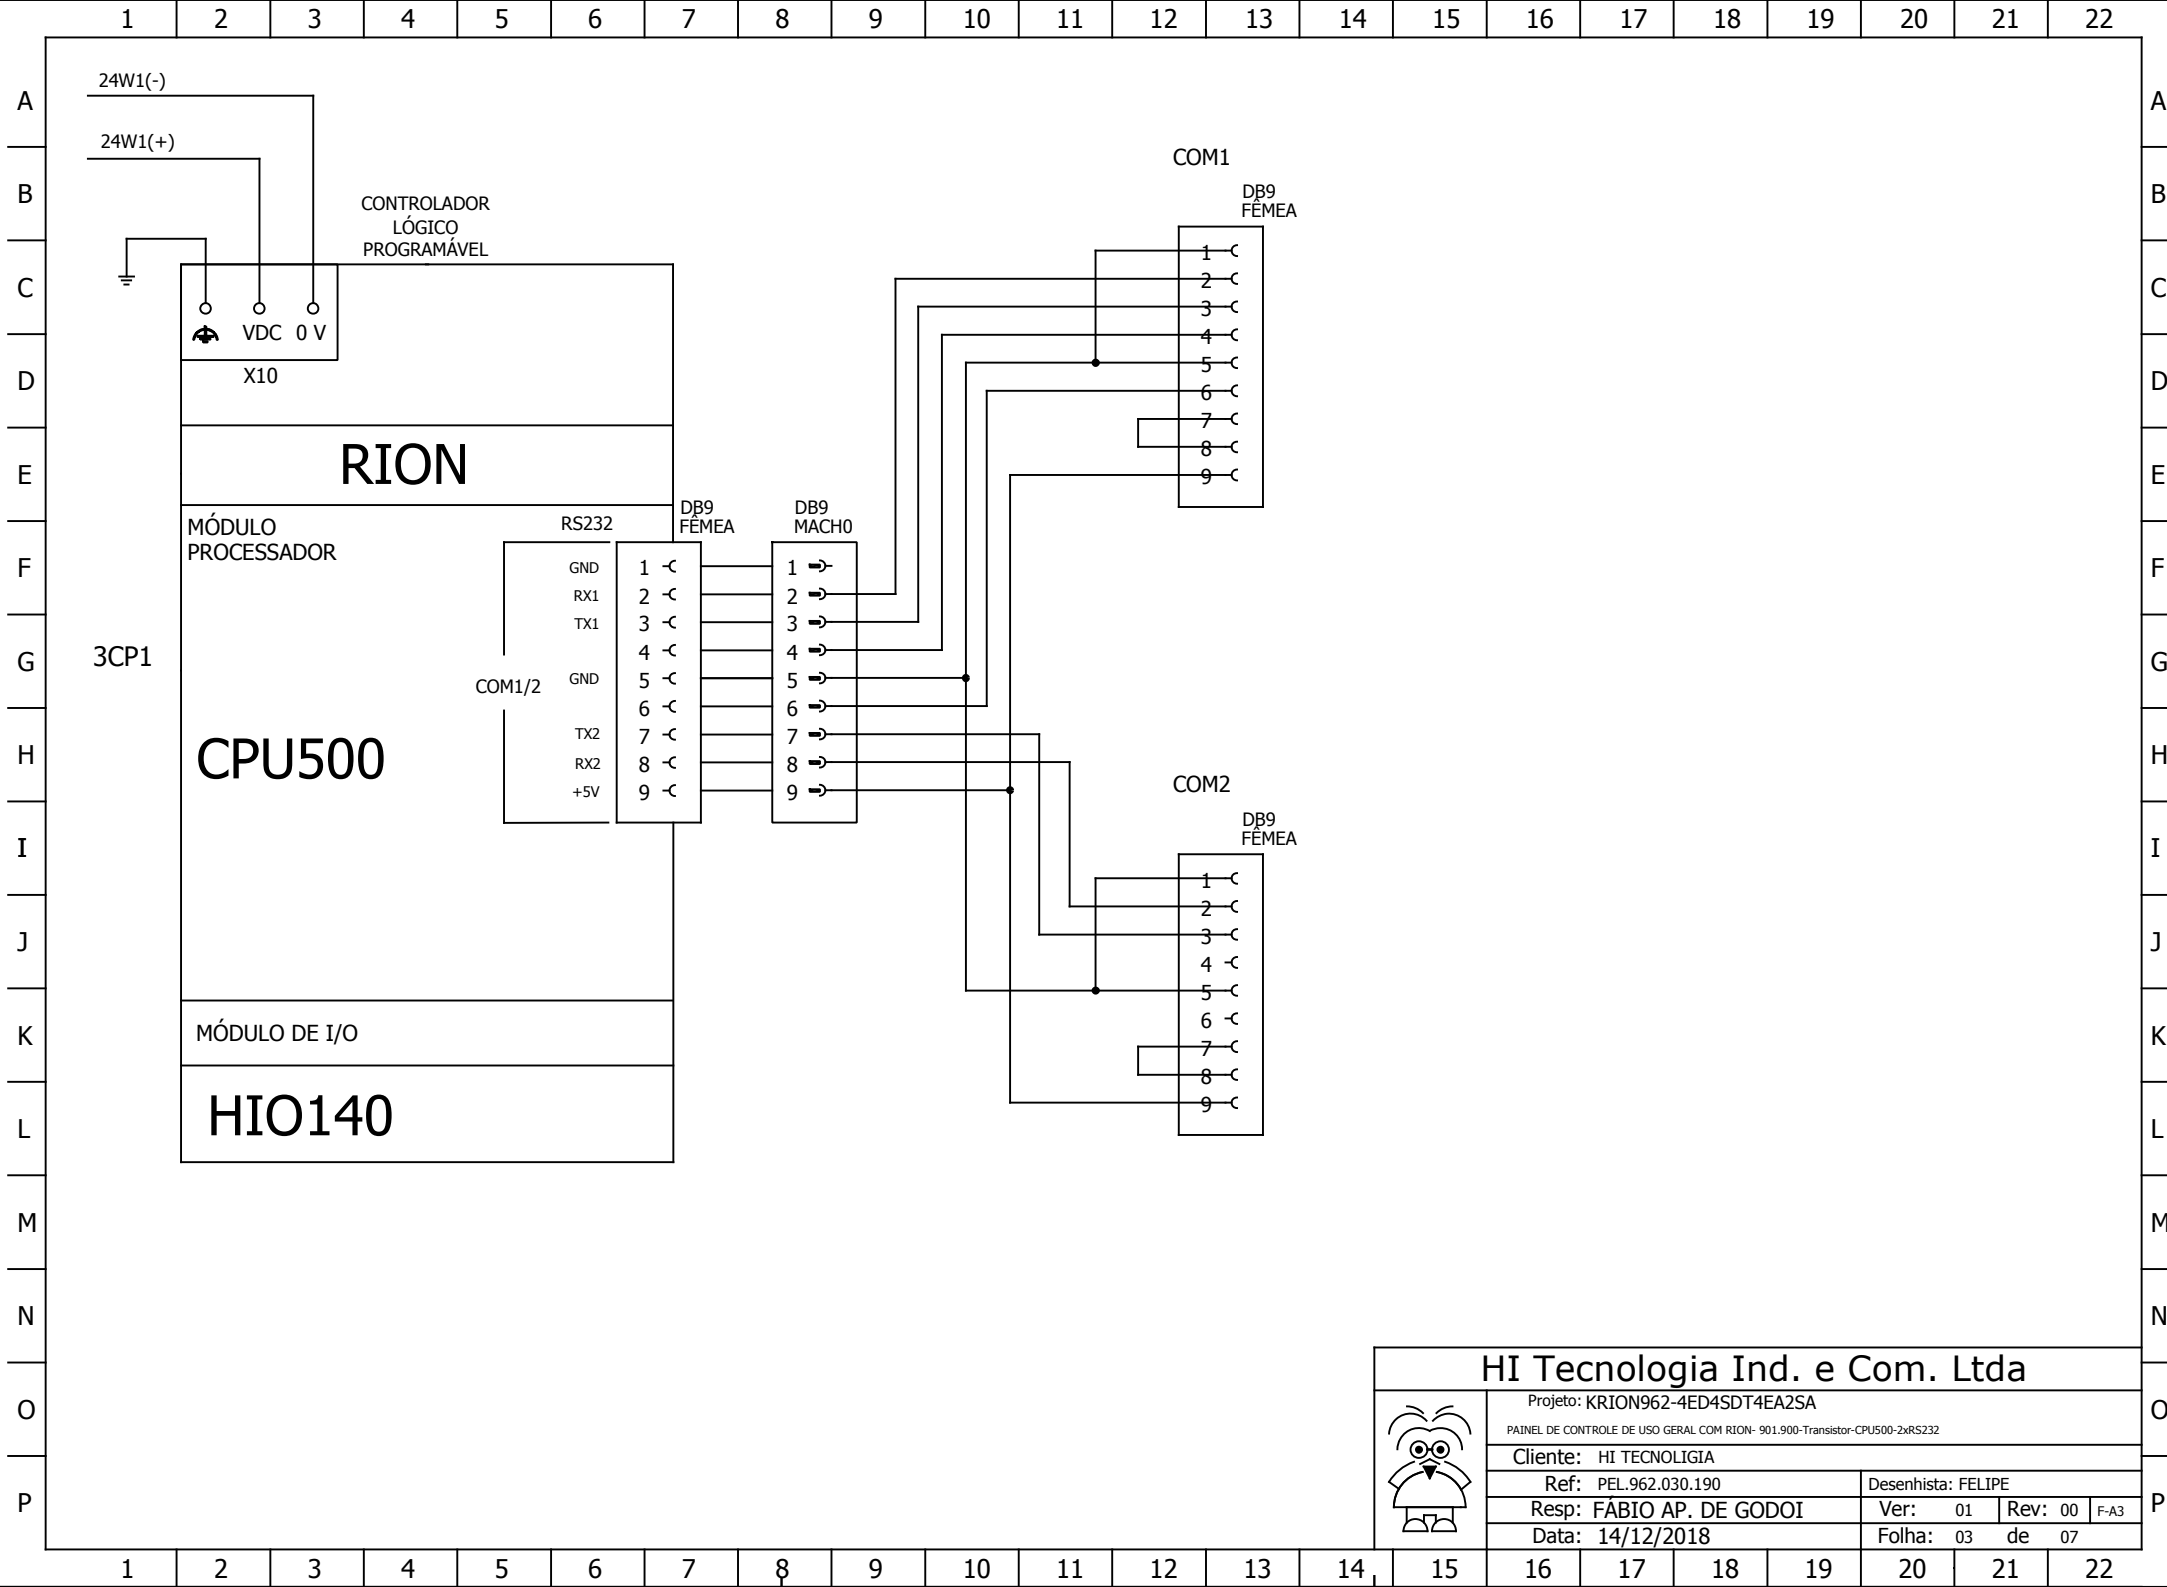 1 2 3 4 5 6 7 8 9 10 11 12 13 14 15 16 17 18 19 20 21 22
A A
B B
C C
D D
E E
F F
G G
H H
I I
J J
K K
L L
M M
N N
O O
P P
24W1(-)
24W1(+)
CONTROLADOR
LÓGICO
PROGRAMÁVEL
VDC 0 V
X10
RION
MÓDULO
PROCESSADOR
3CP1
CPU500
MÓDULO DE I/O
HIO140
RS232
COM1/2
GND
RX1
TX1
GND
TX2
RX2
+5V
DB9
FÊMEA
1
2
3
4
5
6
7
8
9
DB9
MACH0
1
2
3
4
5
6
7
8
9
COM1
DB9
FÊMEA
1
2
3
4
5
6
7
8
9
COM2
DB9
FÊMEA
1
2
3
4
5
6
7
8
9
HI Tecnologia Ind. e Com. Ltda
Projeto: KRION962-4ED4SDT4EA2SA
PAINEL DE CONTROLE DE USO GERAL COM RION- 901.900-Transistor-CPU500-2xRS232
Cliente: HI TECNOLIGIA
Ref: PEL.962.030.190 Desenhista: FELIPE
Resp: FÁBIO AP. DE GODOI Ver: 01 Rev: 00 F-A3
Data: 14/12/2018 Folha: 03 de 07
1 2 3 4 5 6 7 8 9 10 11 12 13 14 15 16 17 18 19 20 21 22